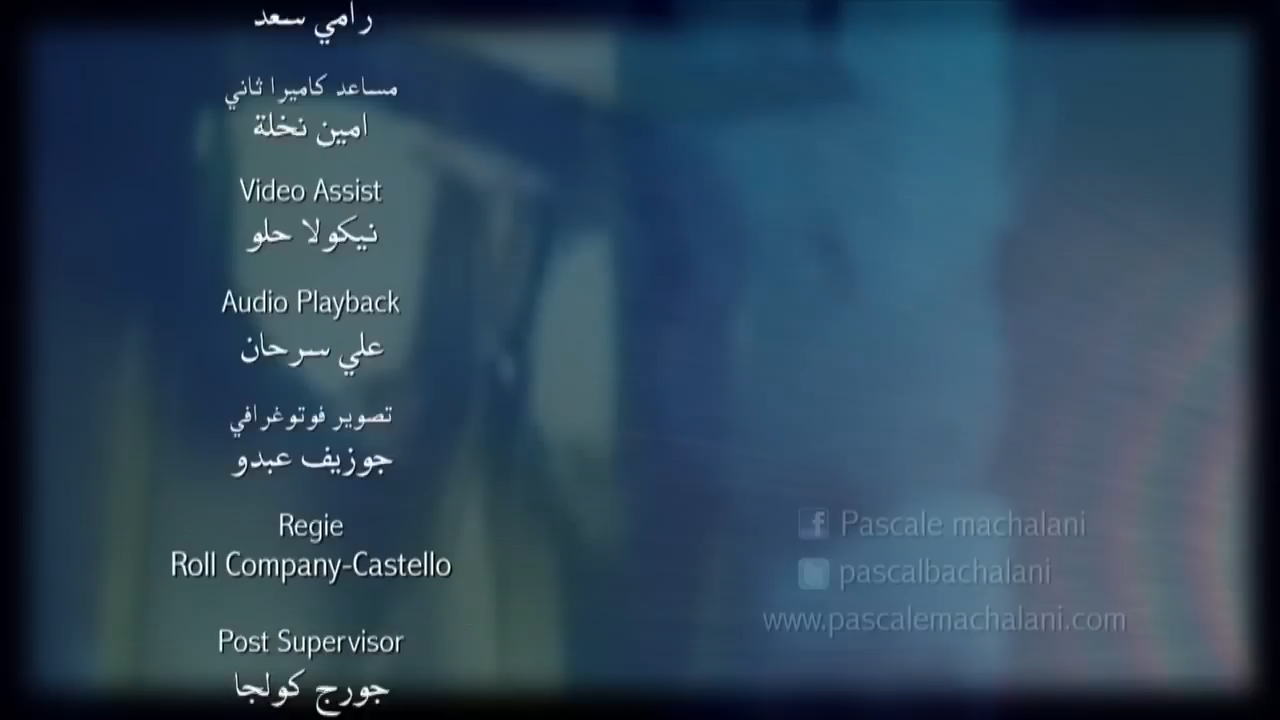 رامي سعد
مساعد كاميرا ثاني
امين نخلة
Video Assist
نيكولا حلو
Audio Playback
علي سرحان
تصوير فوتوغرافي
جوزيف عبدو
Regie
Roll Company-Castello
Post Supervisor
جورج كولجا
Pascale machalani
pascalbachalani
www.pascalemachalani.com